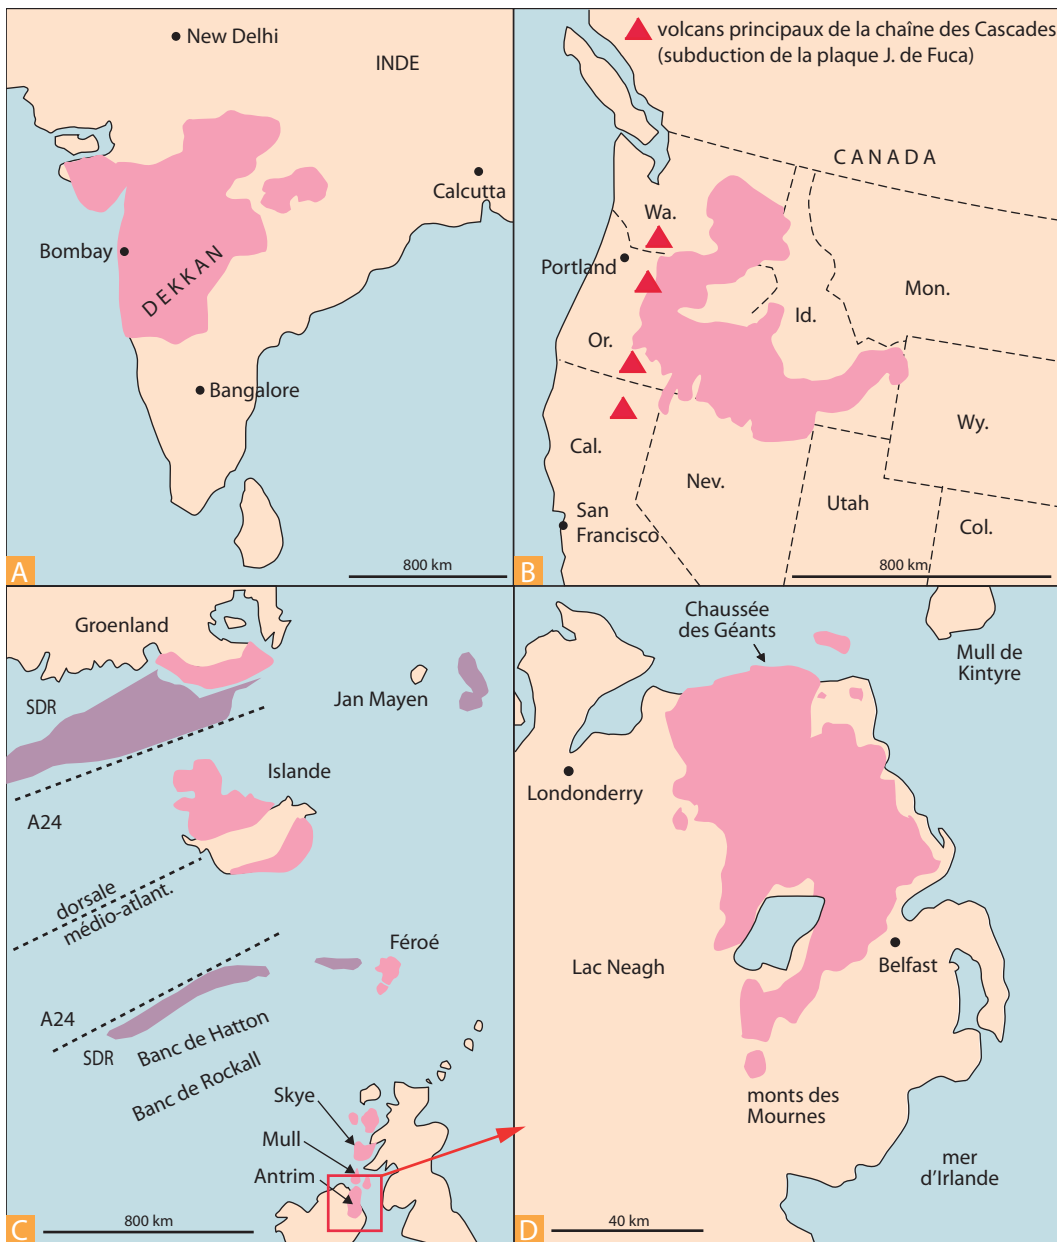 New Delhi
INDE
Calcutta
Bombay
DEKKAN
Bangalore
A
800 km
volcans principaux de la chaîne des Cascades
(subduction de la plaque J. de Fuca)
CANADA
Wa.
Portland
Mon.
Id.
Or.
Wy.
Cal.
Nev.
Utah
San
Francisco
Col.
B
800 km
Groenland
SDR
Jan Mayen
Islande
A24
dorsale
médio-atlant.
Féroé
A24
SDR
Banc de Hatton
Banc de Rockall
Skye
Mull
Antrim
C
800 km
Chaussée
des Géants
Mull de
Kintyre
Londonderry
Lac Neagh
Belfast
monts des
Mournes
mer
d'Irlande
D
40 km